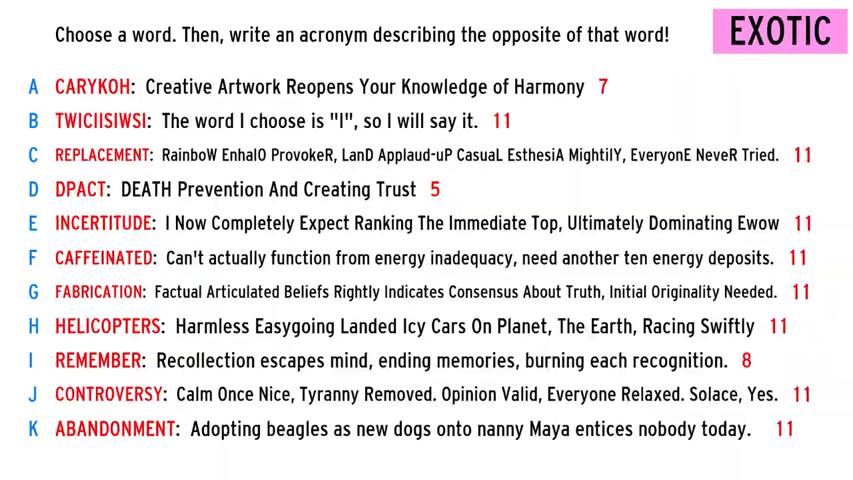 Choose a word. Then, write an acronym describing the opposite of that word!
EXOTIC
A CARYKOH: Creative Artwork Reopens Your Knowledge of Harmony 7
B TWICIISIWSI: The word I choose is "I", so I will say it. 11
C REPLACEMENT: RainboW EnhalO ProvokeR, LanD Applaud-uP CasuaL EsthesiA MightilY, EveryonE NeveR Tried. 11
D DPACT: DEATH Prevention And Creating Trust 5
E INCERTITUDE: I Now Completely Expect Ranking The Immediate Top, Ultimately Dominating Ewow 11
F CAFFEINATED: Can't actually function from energy inadequacy, need another ten energy deposits. 11
G FABRICATION: Factual Articulated Beliefs Rightly Indicates Consensus About Truth, Initial Originality Needed. 11
H HELICOPTERS: Harmless Easygoing Landed Icy Cars On Planet, The Earth, Racing Swiftly 11
I REMEMBER: Recollection escapes mind, ending memories, burning each recognition. 8
J CONTROVERSY: Calm Once Nice, Tyranny Removed. Opinion Valid, Everyone Relaxed. Solace, Yes. 11
K ABANDONMENT: Adopting beagles as new dogs onto nanny Maya entices nobody today. 11